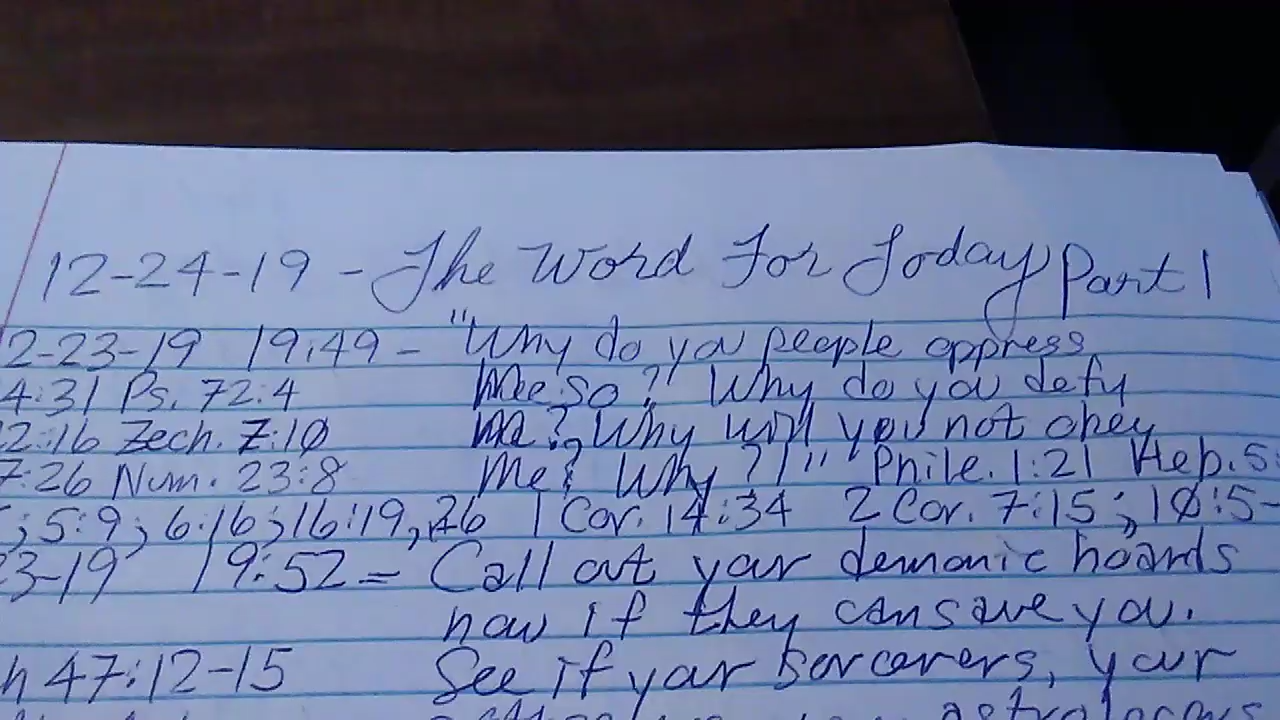 12-24-19 - The Word For Today Part 1
2-23-19 19:49 - "Why do you people oppress
4:31 Ps. 72:4 Me so? Why do you defy
2:16 Zech. 7:10 Me? Why will you not obey
7:26 Num. 23:8 Me? Why?!" Phile. 1:21 Heb. 5:
; 5:9; 6:16; 16:19, 26 1 Cor. 14:34 2 Cor. 7:15; 10:5-
3-19 19:52 = Call out your demonic hoards
now if they can save you.
h 47:12-15 See if your sorcerers, your
astrologers